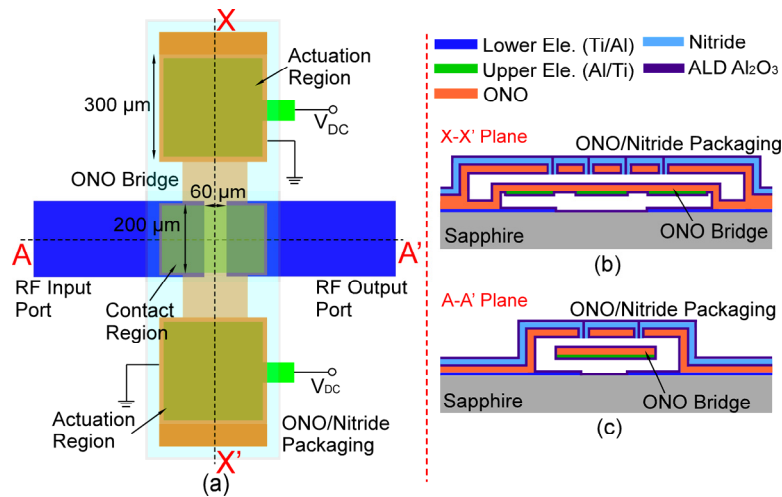 X
Actuation
Region
300 μm
V_DC
ONO Bridge
60 μm
200 μm
A
A’
RF Input
Port
RF Output
Port
Contact
Region
V_DC
Actuation
Region
ONO/Nitride
Packaging
X’
(a)
Lower Ele. (Ti/Al)
Nitride
Upper Ele. (Al/Ti)
ALD Al₂O₃
ONO
X-X’ Plane
ONO/Nitride Packaging
Sapphire
ONO Bridge
(b)
A-A’ Plane
ONO/Nitride Packaging
Sapphire
ONO Bridge
(c)